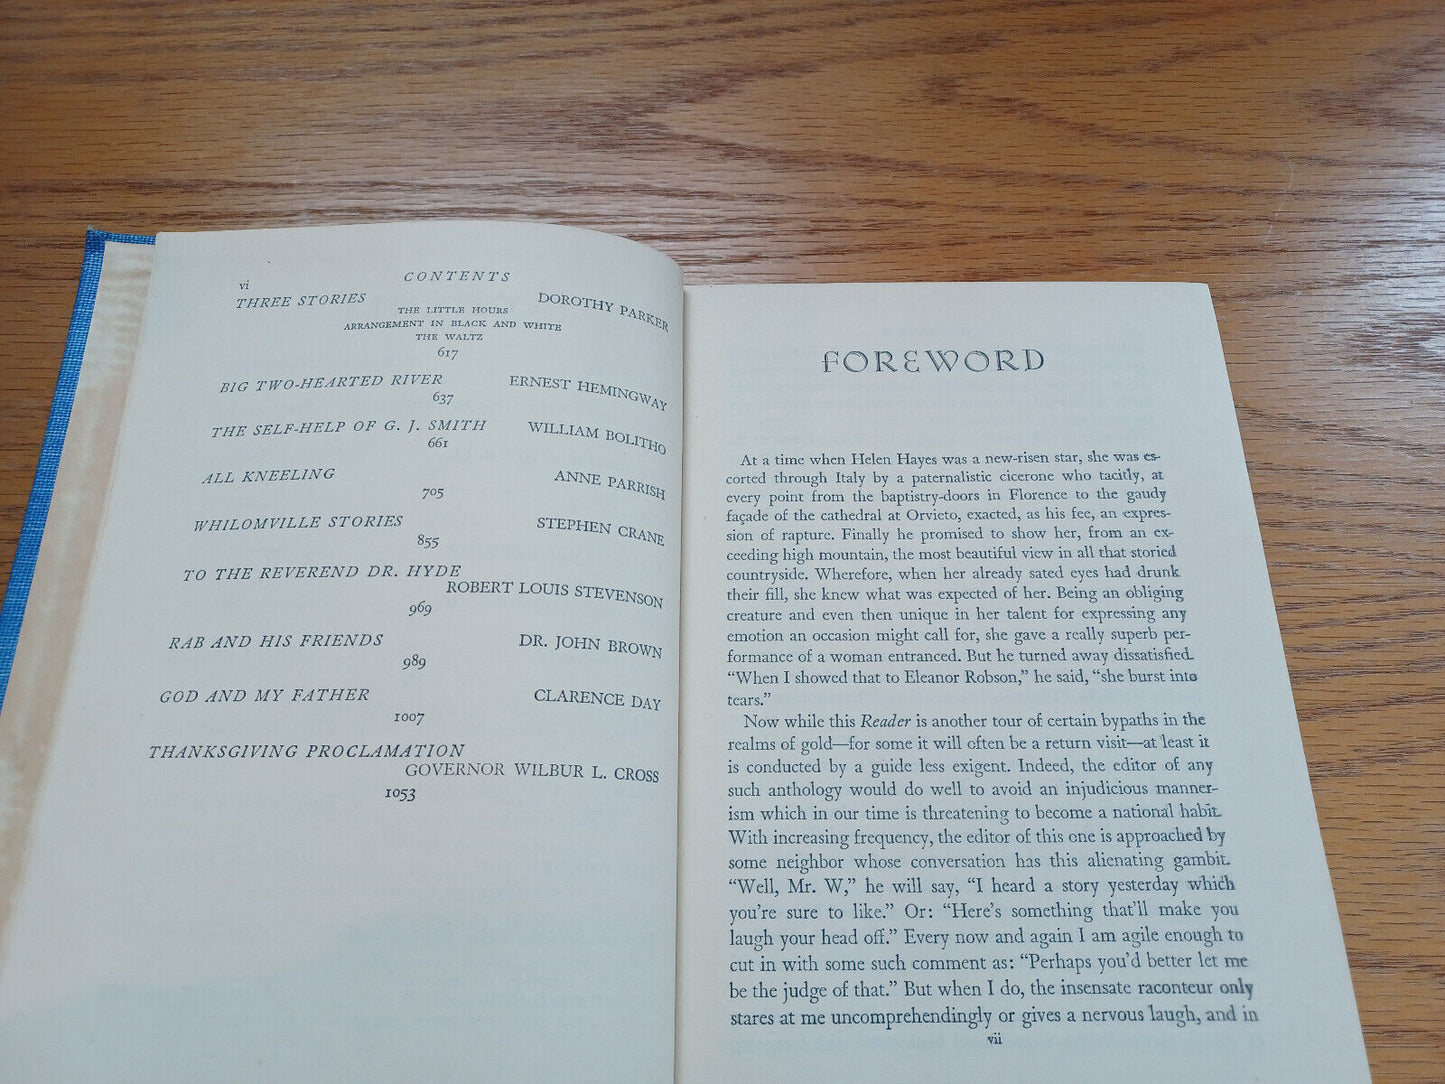 vi
CONTENTS
THREE STORIES DOROTHY PARKER
THE LITTLE HOURS
ARRANGEMENT IN BLACK AND WHITE
THE WALTZ
617
BIG TWO-HEARTED RIVER ERNEST HEMINGWAY
637
THE SELF-HELP OF G. J. SMITH WILLIAM BOLITHO
661
ALL KNEELING ANNE PARRISH
705
WHILOMVILLE STORIES STEPHEN CRANE
855
TO THE REVEREND DR. HYDE
ROBERT LOUIS STEVENSON
969
RAB AND HIS FRIENDS DR. JOHN BROWN
989
GOD AND MY FATHER CLARENCE DAY
1007
THANKSGIVING PROCLAMATION
GOVERNOR WILBUR L. CROSS
1053
FOREWORD
At a time when Helen Hayes was a new-risen star, she was es-
corted through Italy by a paternalistic cicerone who tacitly, at
every point from the baptistry-doors in Florence to the gaudy
façade of the cathedral at Orvieto, exacted, as his fee, an expres-
sion of rapture. Finally he promised to show her, from an ex-
ceeding high mountain, the most beautiful view in all that storied
countryside. Wherefore, when her already sated eyes had drunk
their fill, she knew what was expected of her. Being an obliging
creature and even then unique in her talent for expressing any
emotion an occasion might call for, she gave a really superb per-
formance of a woman entranced. But he turned away dissatisfied.
“When I showed that to Eleanor Robson,” he said, “she burst into
tears.”
Now while this Reader is another tour of certain bypaths in the
realms of gold—for some it will often be a return visit—at least it
is conducted by a guide less exigent. Indeed, the editor of any
such anthology would do well to avoid an injudicious manner-
ism which in our time is threatening to become a national habit.
With increasing frequency, the editor of this one is approached by
some neighbor whose conversation has this alienating gambit.
“Well, Mr. W,” he will say, “I heard a story yesterday which
you’re sure to like.” Or: “Here’s something that’ll make you
laugh your head off.” Every now and again I am agile enough to
cut in with some such comment as: “Perhaps you’d better let me
be the judge of that.” But when I do, the insensate raconteur only
stares at me uncomprehendingly or gives a nervous laugh, and in
vii